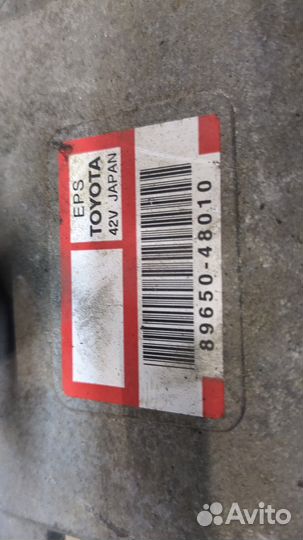 EPS
TOYOTA
42V JAPAN
89650-48010
Avito